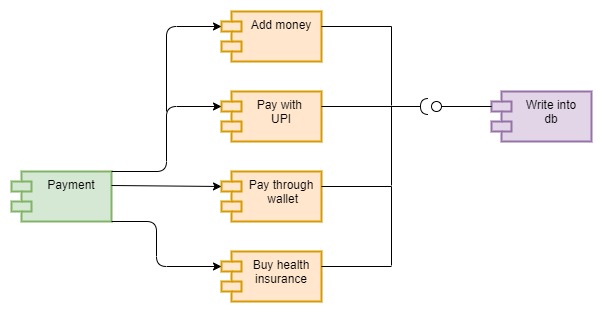 Add money
Pay with
UPI
Write into
db
Payment
Pay through
wallet
Buy health
insurance